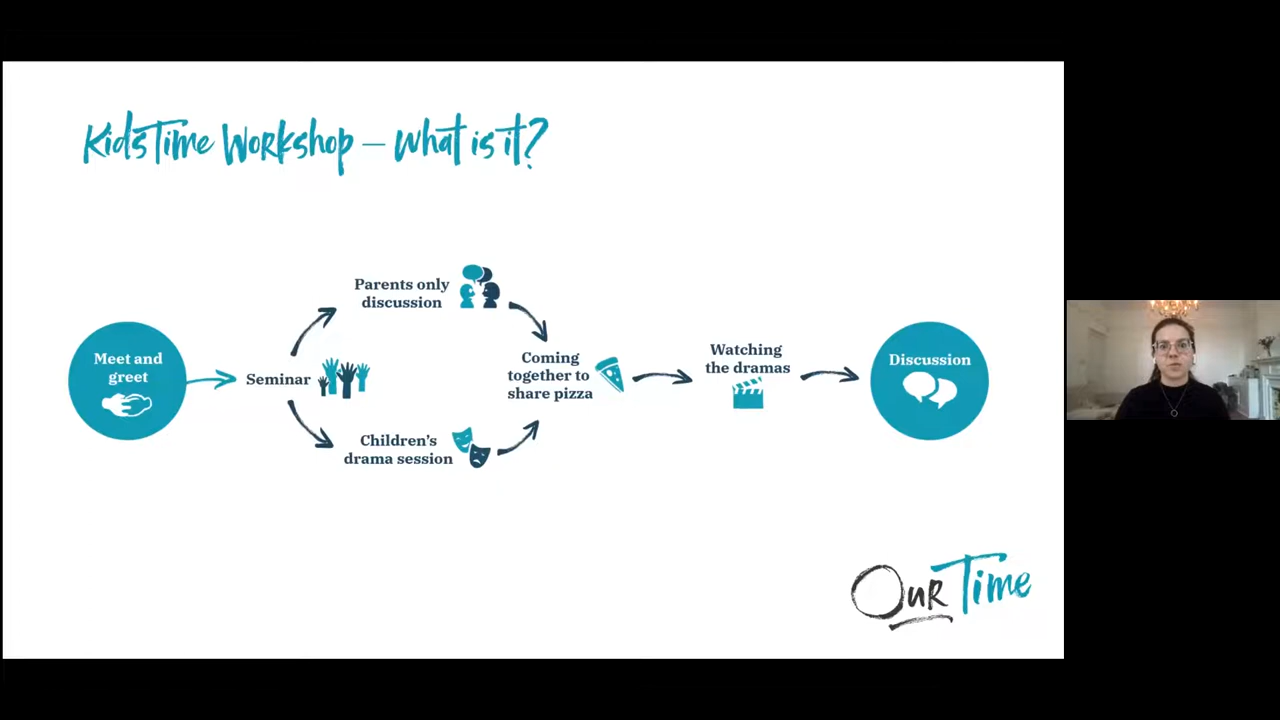 KidsTime Workshop – what is it?
Parents only
discussion
Meet and
greet
Seminar
Children's
drama session
Coming
together to
share pizza
Watching
the dramas
Discussion
Our Time